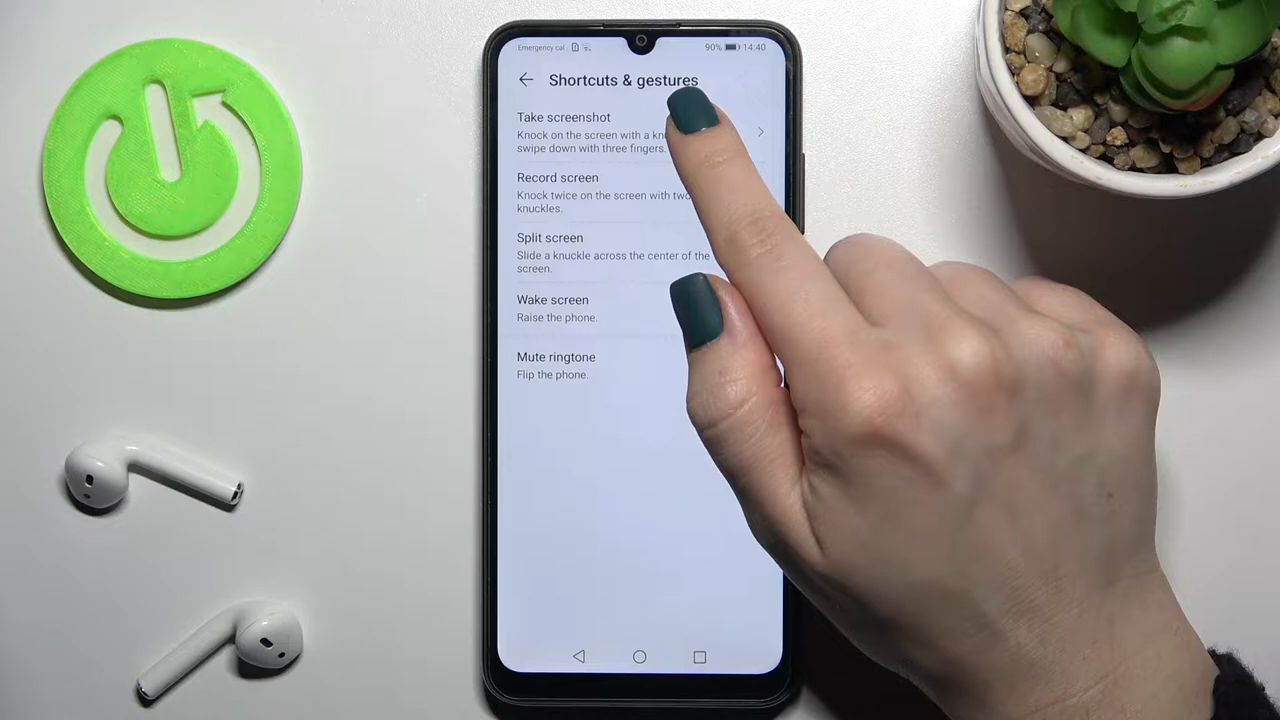 Emergency cal 90% 14:40
Shortcuts & gestures
Take screenshot
Knock on the screen with a
swipe down with three fingers.
Record screen
Knock twice on the screen with
knuckles.
Split screen
Slide a knuckle across the center of the
screen.
Wake screen
Raise the phone.
Mute ringtone
Flip the phone.